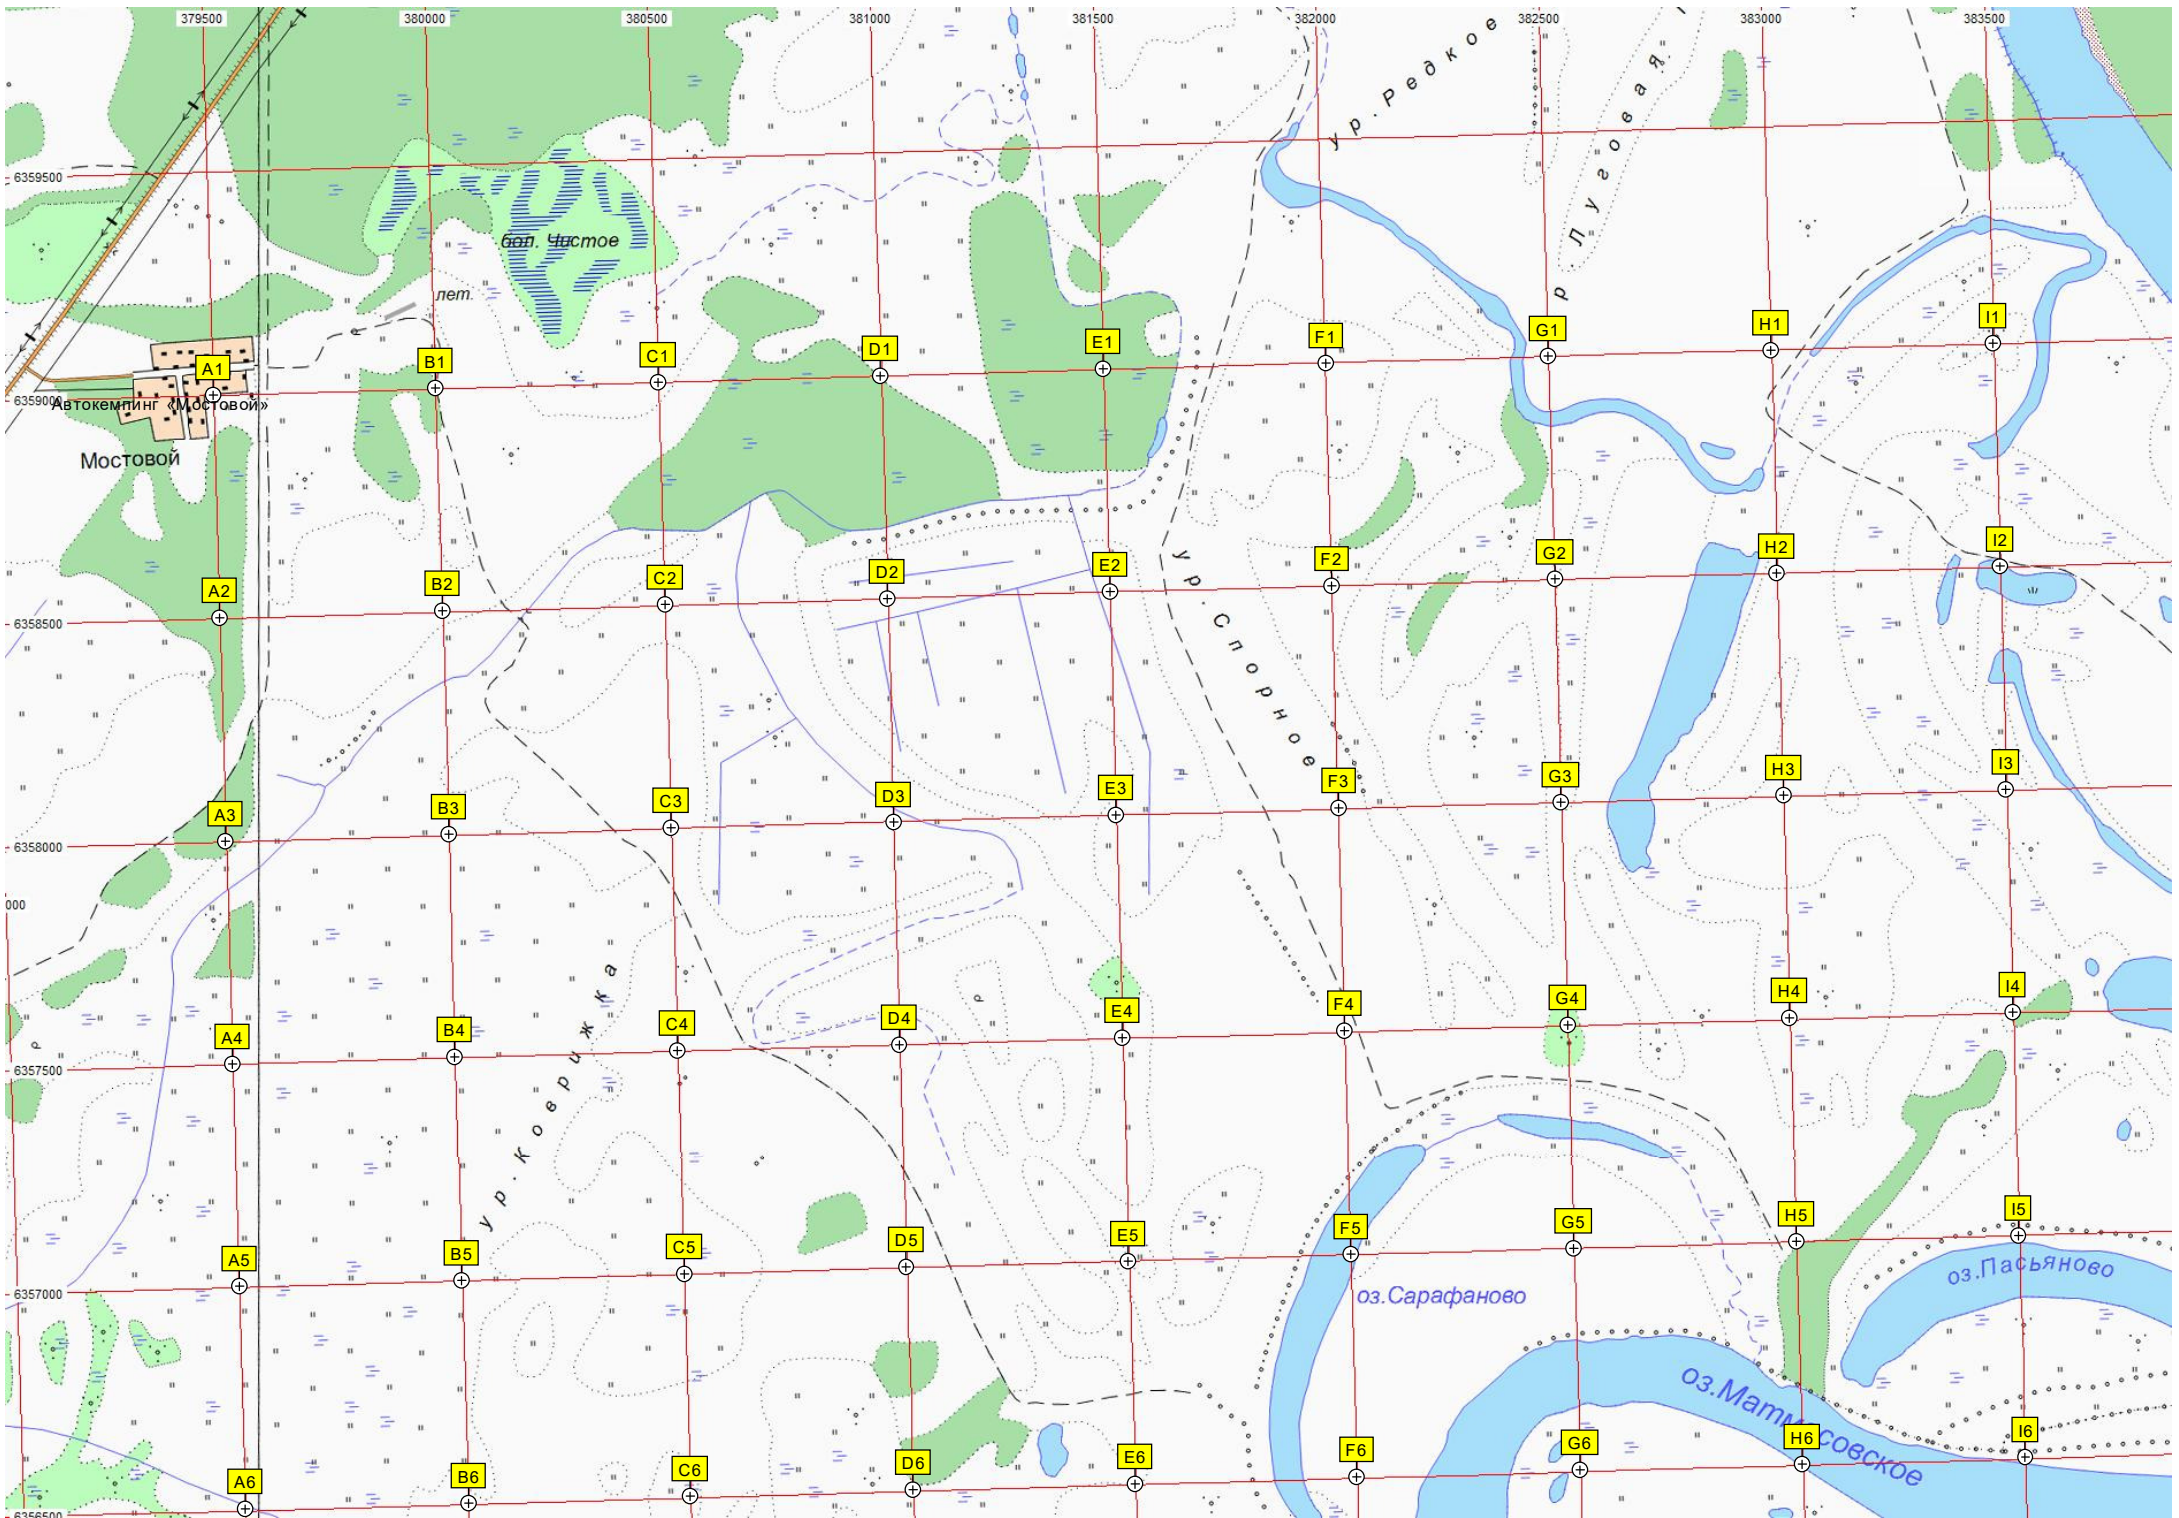 379500 380000 380500 381000 381500 382000 382500 383000 383500
ур. Редкое
р. Луговая
6359500
бол. Чистое
лет.
A1 B1 C1 D1 E1 F1 G1 H1 I1
6359000
Автокемпинг «Мостовой»
Мостовой
A2 B2 C2 D2 E2 F2 G2 H2 I2
6358500
ур. Спорное
A3 B3 C3 D3 E3 F3 G3 H3 I3
6358000
000
ур. Коврижка
A4 B4 C4 D4 E4 F4 G4 H4 I4
6357500
A5 B5 C5 D5 E5 F5 G5 H5 I5
6357000
оз.Сарафаново
оз.Пасьяново
A6 B6 C6 D6 E6 F6 G6 H6 I6
6356500